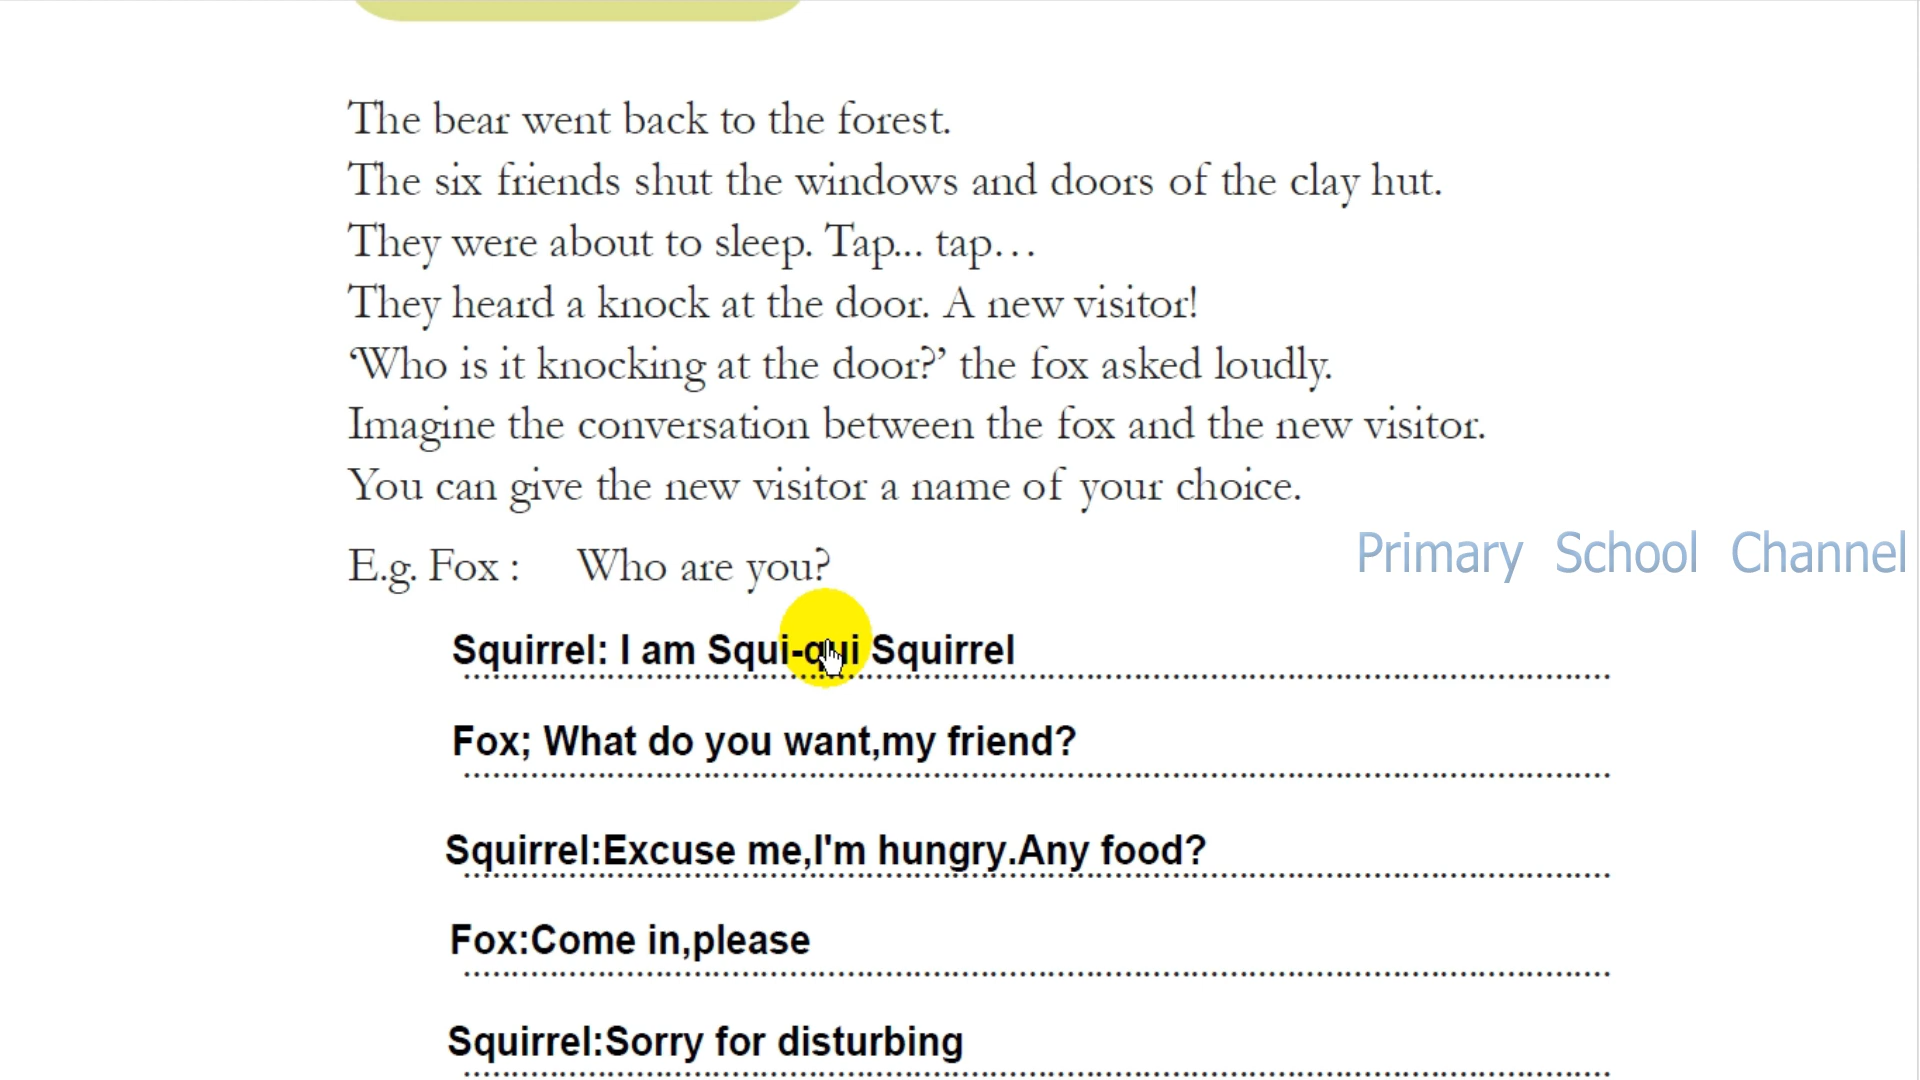 The bear went back to the forest.
The six friends shut the windows and doors of the clay hut.
They were about to sleep. Tap... tap…
They heard a knock at the door. A new visitor!
‘Who is it knocking at the door?’ the fox asked loudly.
Imagine the conversation between the fox and the new visitor.
You can give the new visitor a name of your choice.
Primary School Channel
E.g. Fox : Who are you?
Squirrel: I am Squi-qui Squirrel
Fox; What do you want,my friend?
Squirrel:Excuse me,I'm hungry.Any food?
Fox:Come in,please
Squirrel:Sorry for disturbing